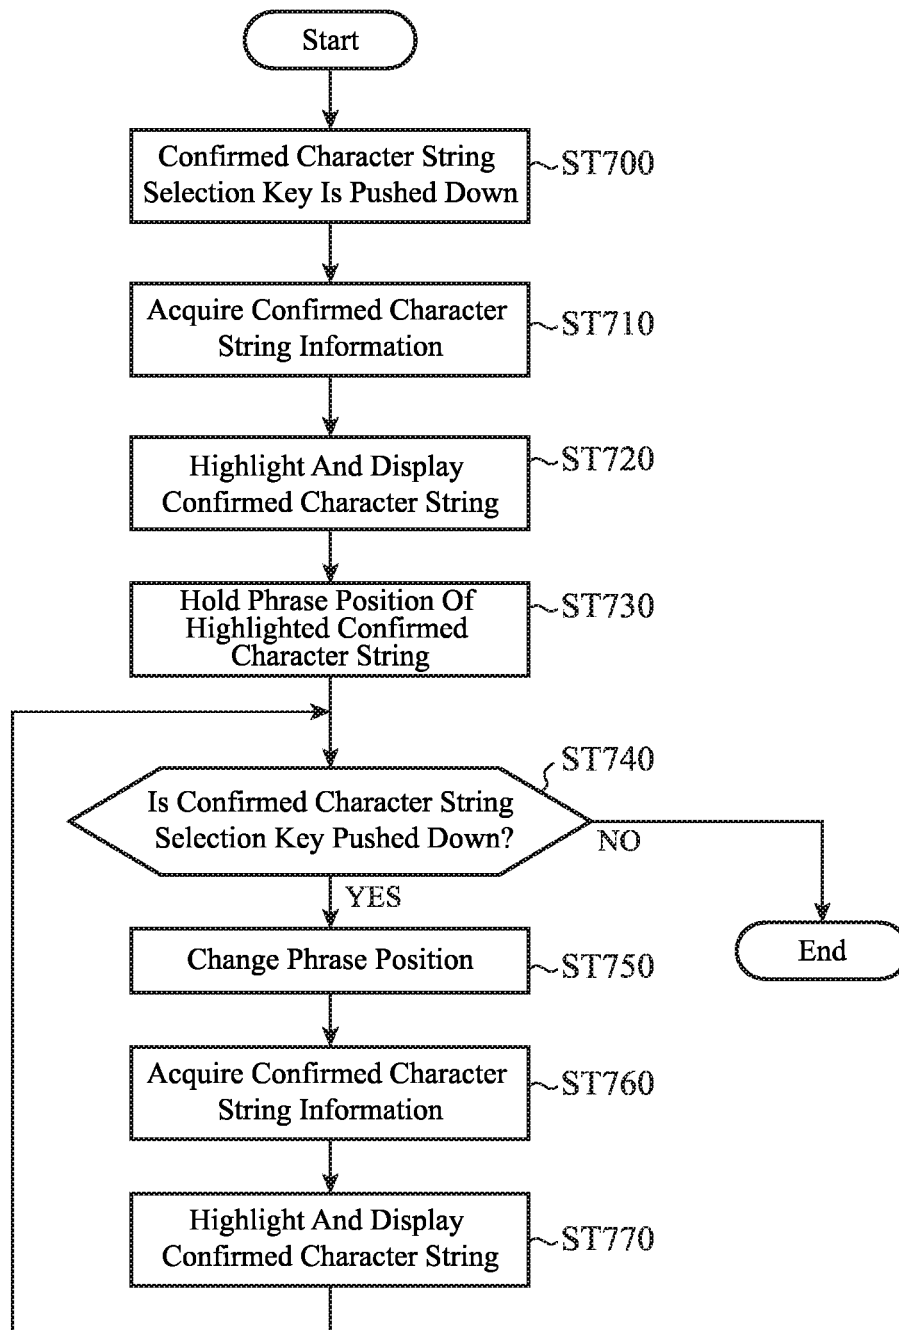 Start
Confirmed Character String
Selection Key Is Pushed Down
ST700
Acquire Confirmed Character
String Information
ST710
Highlight And Display
Confirmed Character String
ST720
Hold Phrase Position Of
Highlighted Confirmed
Character String
ST730
ST740
Is Confirmed Character String
Selection Key Pushed Down?
NO
YES
Change Phrase Position
ST750
End
Acquire Confirmed Character
String Information
ST760
Highlight And Display
Confirmed Character String
ST770